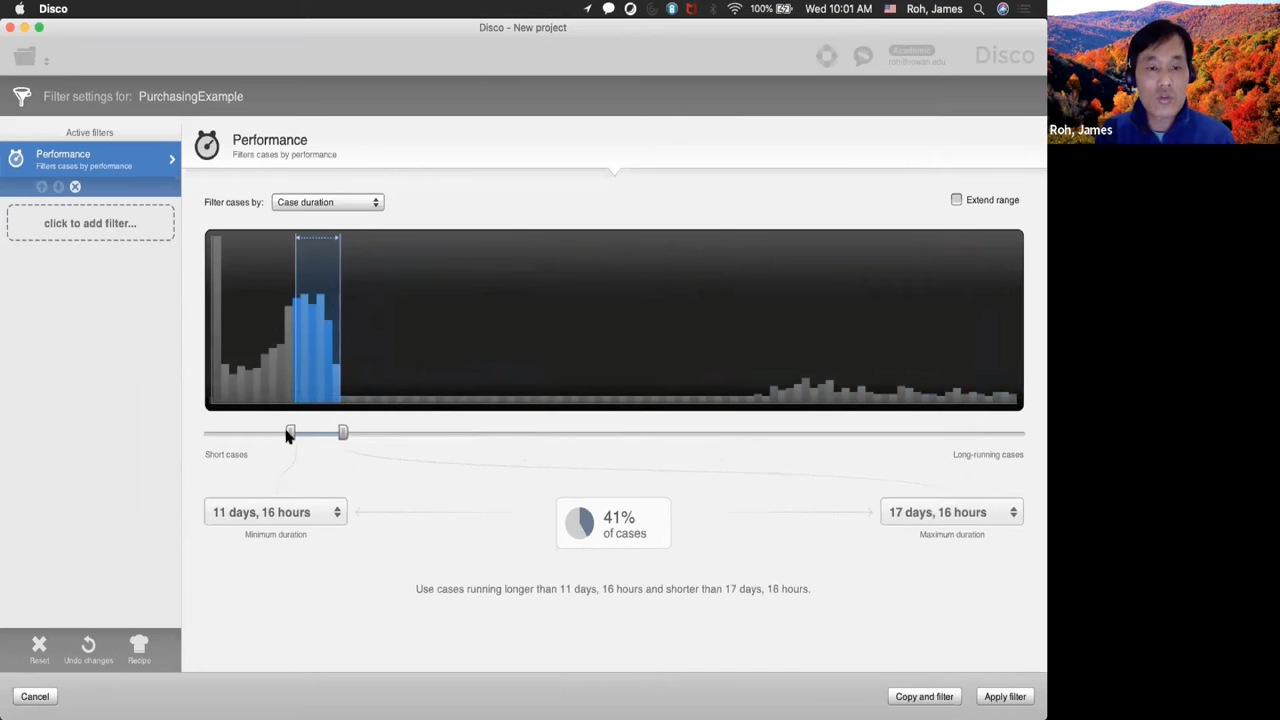 Disco
100%
Wed 10:01 AM
Roh, James
Disco - New project
Academic
roh@rowan.edu
Disco
Filter settings for: PurchasingExample
Roh, James
Active filters
Performance
Filters cases by performance
click to add filter...
Performance
Filters cases by performance
Filter cases by:
Case duration
Extend range
Short cases
Long-running cases
11 days, 16 hours
Minimum duration
41%
of cases
17 days, 16 hours
Maximum duration
Use cases running longer than 11 days, 16 hours and shorter than 17 days, 16 hours.
Reset
Undo changes
Recipe
Cancel
Copy and filter
Apply filter